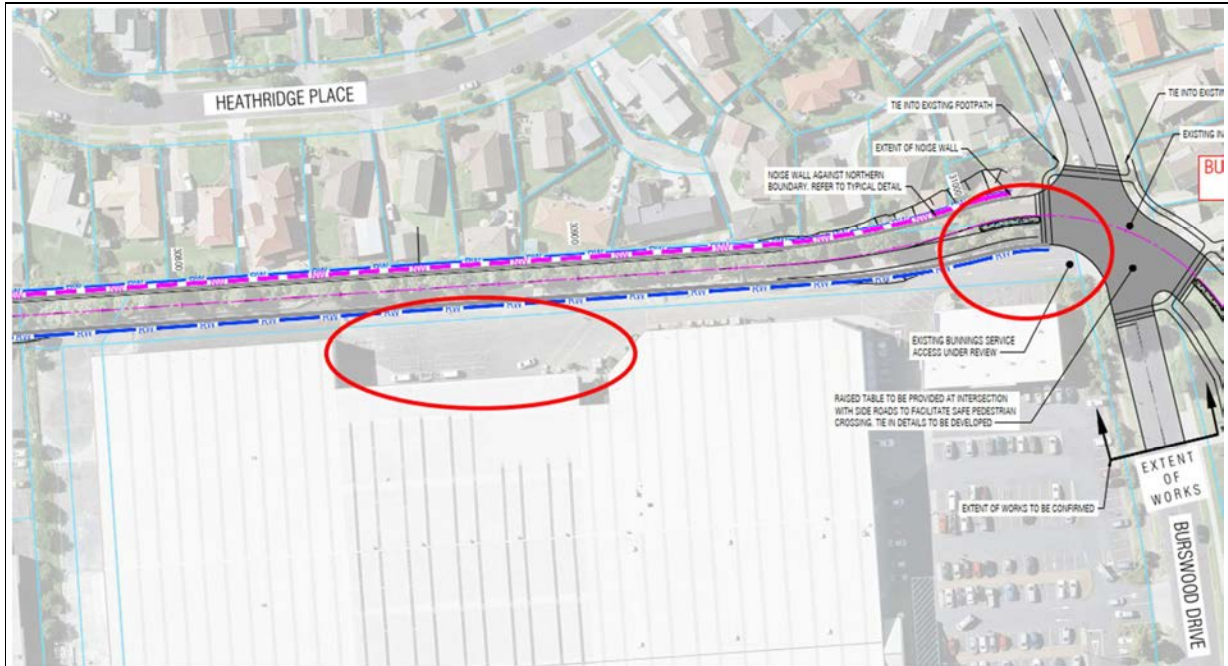 HEATHRIDGE PLACE
TIE INTO EXISTING FOOTPATH
TIE INTO EXISTIN
EXISTING IN
EXTENT OF NOISE WALL
BU
NOISE WALL AGAINST NORTHERN
BOUNDARY. REFER TO TYPICAL DETAIL
EXISTING BUNNINGS SERVICE
ACCESS UNDER REVIEW
RAISED TABLE TO BE PROVIDED AT INTERSECTION
WITH SIDE ROADS TO FACILITATE SAFE PEDESTRIAN
CROSSING. TIE IN DETAILS TO BE DEVELOPED
EXTENT
OF
WORKS
EXTENT OF WORKS TO BE CONFIRMED
BURSWOOD DRIVE